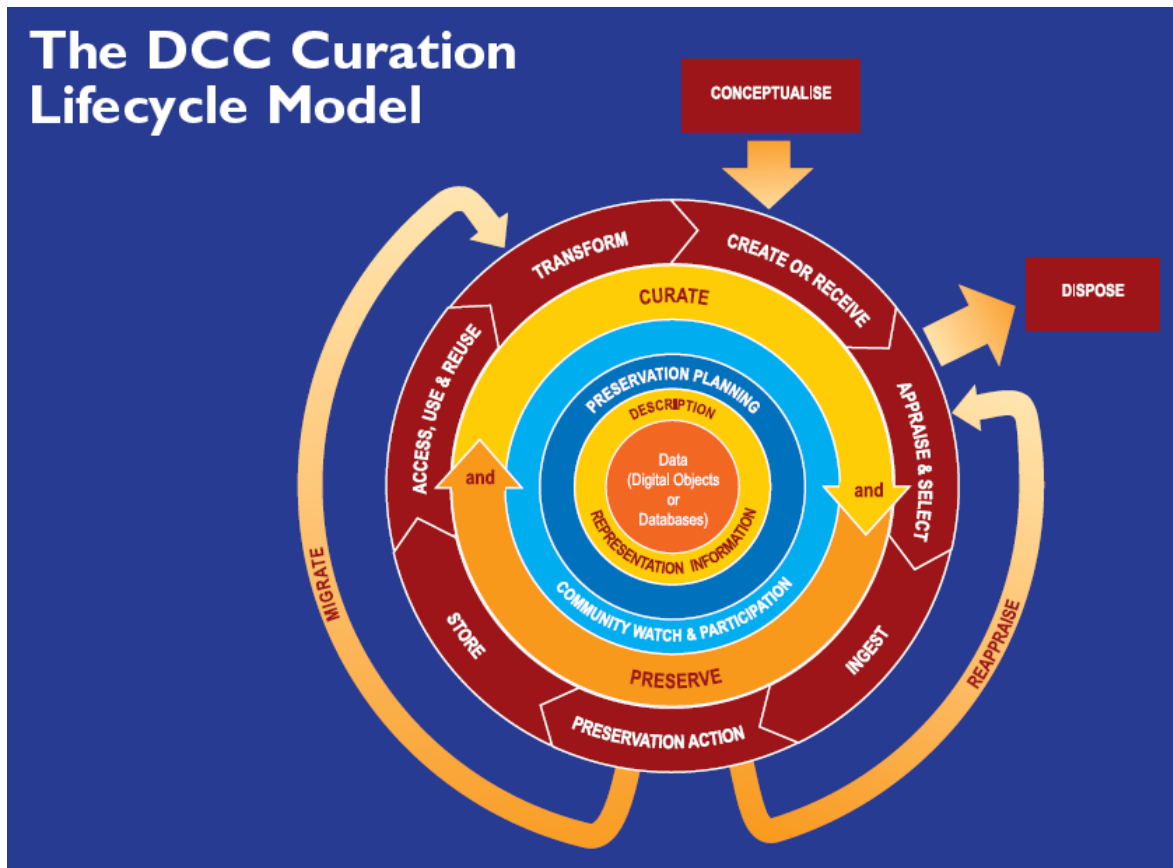 The DCC Curation
Lifecycle Model
CONCEPTUALISE
DISPOSE
TRANSFORM
CREATE OR RECEIVE
APPRAISE & SELECT
INGEST
PRESERVATION ACTION
STORE
ACCESS, USE & REUSE
MIGRATE
REAPPRAISE
CURATE
and
PRESERVE
and
COMMUNITY WATCH & PARTICIPATION
PRESERVATION PLANNING
DESCRIPTION
REPRESENTATION INFORMATION
Data
(Digital Objects
or
Databases)